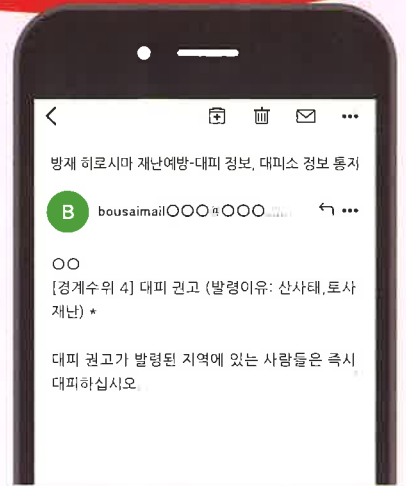 방재 히로시마 재난예방-대피 정보, 대피소 정보 통지
B
bousaimail〇〇〇@〇〇〇
〇〇
[경계수위 4] 대피 권고 (발령이유: 산사태,토사
재난) *
대피 권고가 발령된 지역에 있는 사람들은 즉시
대피하십시오.